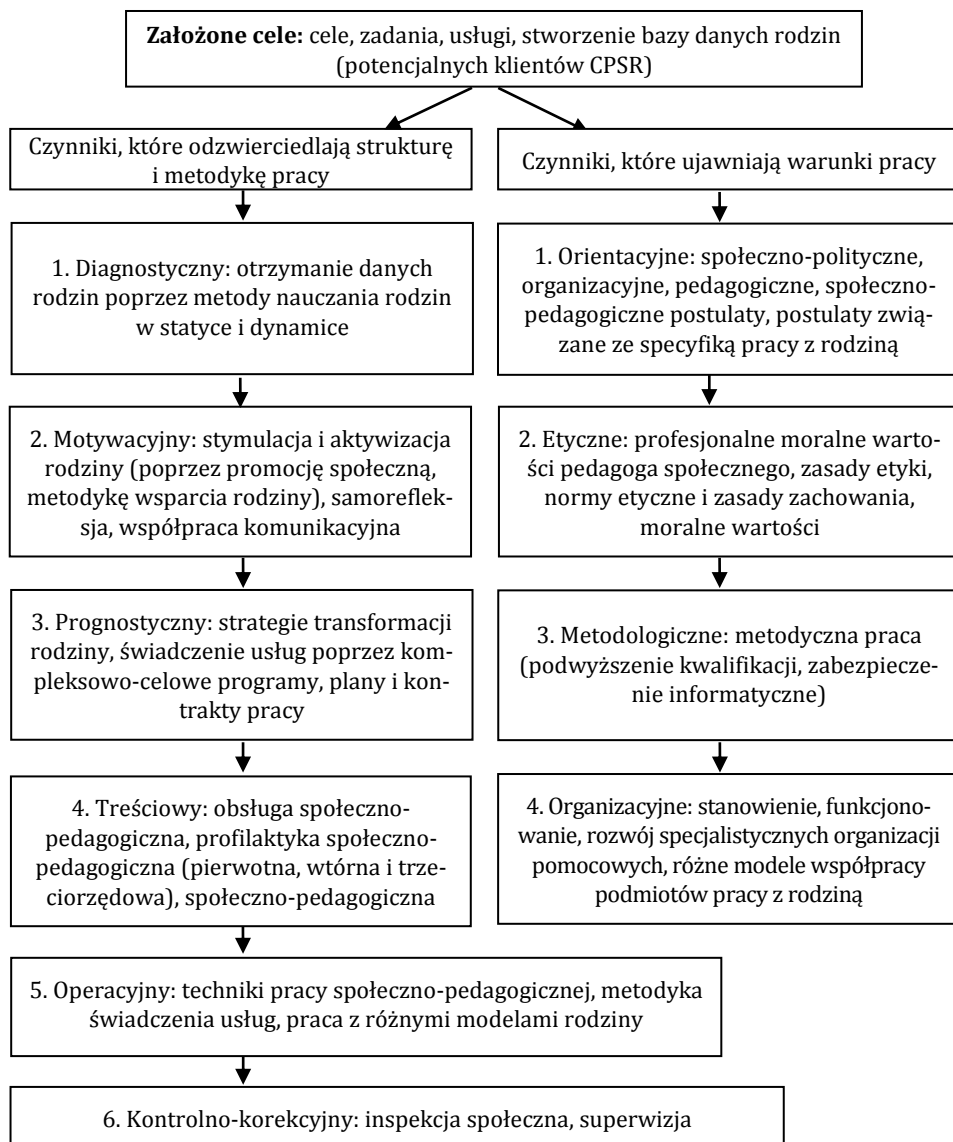 Założone cele: cele, zadania, usługi, stworzenie bazy danych rodzin
(potencjalnych klientów CPSR)
Czynniki, które odzwierciedlają strukturę
i metodykę pracy
Czynniki, które ujawniają warunki pracy
1. Diagnostyczny: otrzymanie danych
rodzin poprzez metody nauczania rodzin
w statyce i dynamice
1. Orientacyjne: społeczno-polityczne,
organizacyjne, pedagogiczne, społeczno-
pedagogiczne postulaty, postulaty zwią-
zane ze specyfiką pracy z rodziną
2. Motywacyjny: stymulacja i aktywizacja
rodziny (poprzez promocję społeczną,
metodykę wsparcia rodziny), samoreflek-
sja, współpraca komunikacyjna
2. Etyczne: profesjonalne moralne warto-
ści pedagoga społecznego, zasady etyki,
normy etyczne i zasady zachowania,
moralne wartości
3. Prognostyczny: strategie transformacji
rodziny, świadczenie usług poprzez kom-
pleksowo-celowe programy, plany i kon-
trakty pracy
3. Metodologiczne: metodyczna praca
(podwyższenie kwalifikacji, zabezpiecze-
nie informatyczne)
4. Treściowy: obsługa społeczno-
pedagogiczna, profilaktyka społeczno-
pedagogiczna (pierwotna, wtórna i trze-
ciorzędowa), społeczno-pedagogiczna
4. Organizacyjne: stanowienie, funkcjono-
wanie, rozwój specjalistycznych organizacji
pomocowych, różne modele współpracy
podmiotów pracy z rodziną
5. Operacyjny: techniki pracy społeczno-pedagogicznej, metodyka
świadczenia usług, praca z różnymi modelami rodziny
6. Kontrolno-korekcyjny: inspekcja społeczna, superwizja